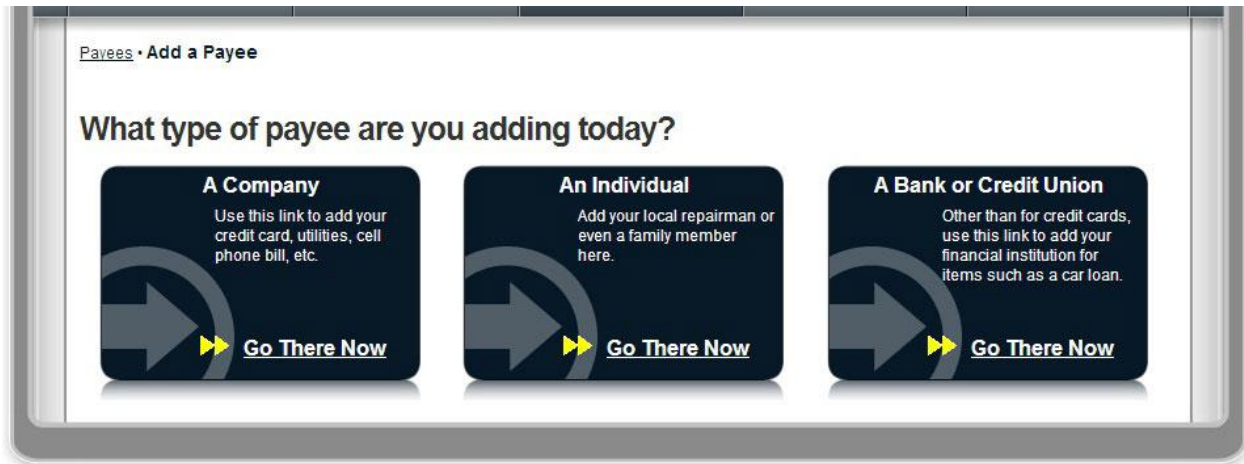 Payees • Add a Payee
What type of payee are you adding today?
A Company
Use this link to add your
credit card, utilities, cell
phone bill, etc.
Go There Now
An Individual
Add your local repairman or
even a family member
here.
Go There Now
A Bank or Credit Union
Other than for credit cards,
use this link to add your
financial institution for
items such as a car loan.
Go There Now